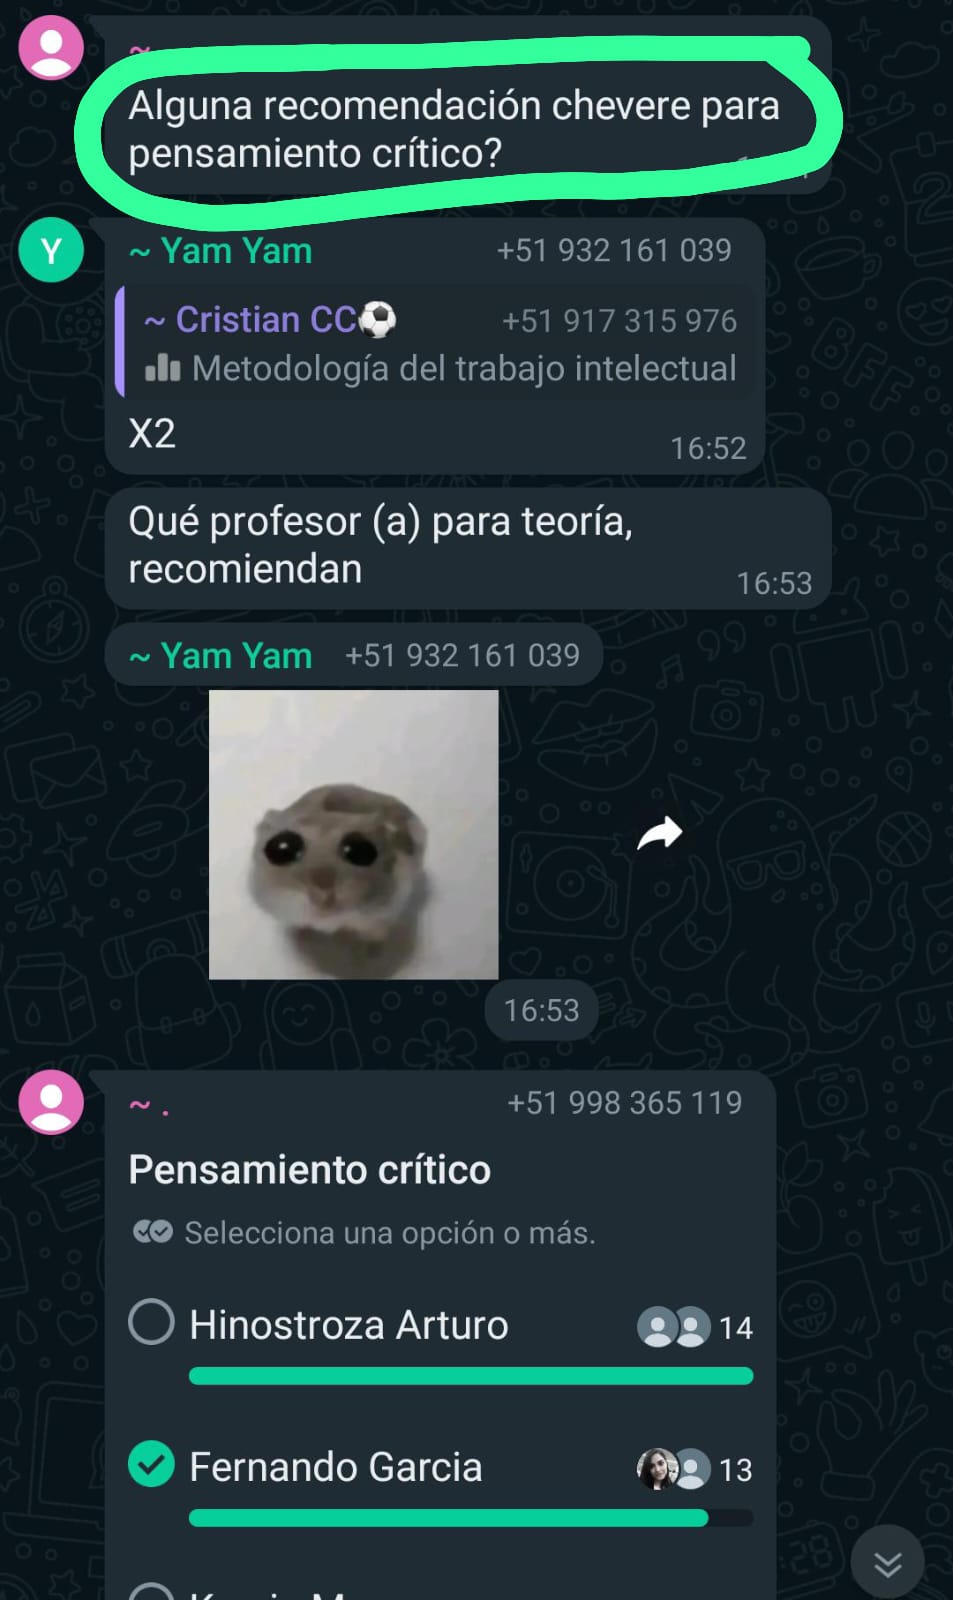 Alguna recomendación chevere para
pensamiento crítico?
Y
~ Yam Yam +51 932 161 039
~ Cristian CC⚽ +51 917 315 976
Metodología del trabajo intelectual
X2
16:52
Qué profesor (a) para teoría,
recomiendan
16:53
~ Yam Yam +51 932 161 039
16:53
~ . +51 998 365 119
Pensamiento crítico
Selecciona una opción o más.
Hinostroza Arturo 14
Fernando Garcia 13